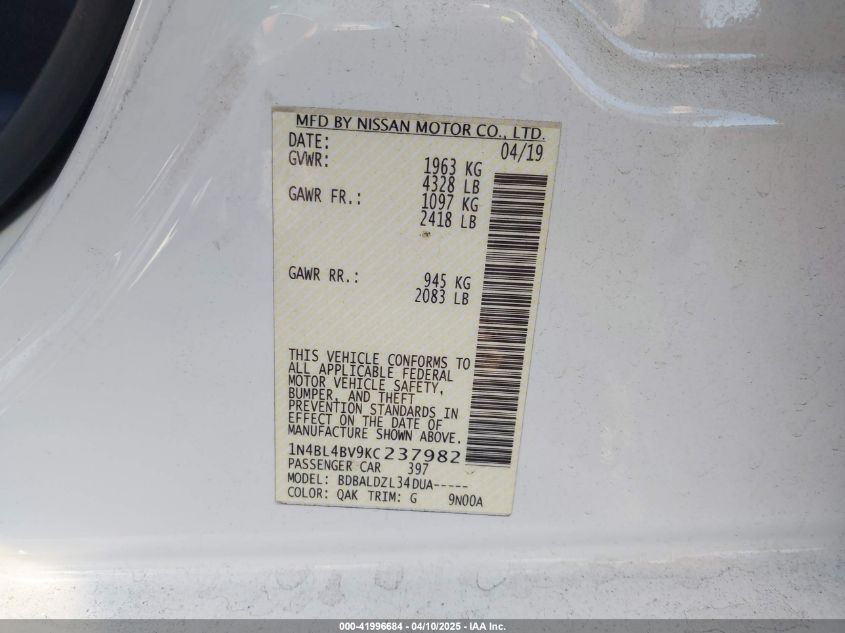 MFD BY NISSAN MOTOR CO., LTD.
DATE: 04/19
GVWR: 1963 KG
4328 LB
GAWR FR.: 1097 KG
2418 LB
GAWR RR.: 945 KG
2083 LB
THIS VEHICLE CONFORMS TO
ALL APPLICABLE FEDERAL
MOTOR VEHICLE SAFETY,
BUMPER, AND THEFT
PREVENTION STANDARDS IN
EFFECT ON THE DATE OF
MANUFACTURE SHOWN ABOVE.
1N4BL4BV9KC237982
PASSENGER CAR 397
MODEL: BDBALDZL34DUA-----
COLOR: QAK TRIM: G 9N00A
000-41996684 - 04/10/2025 - IAA Inc.